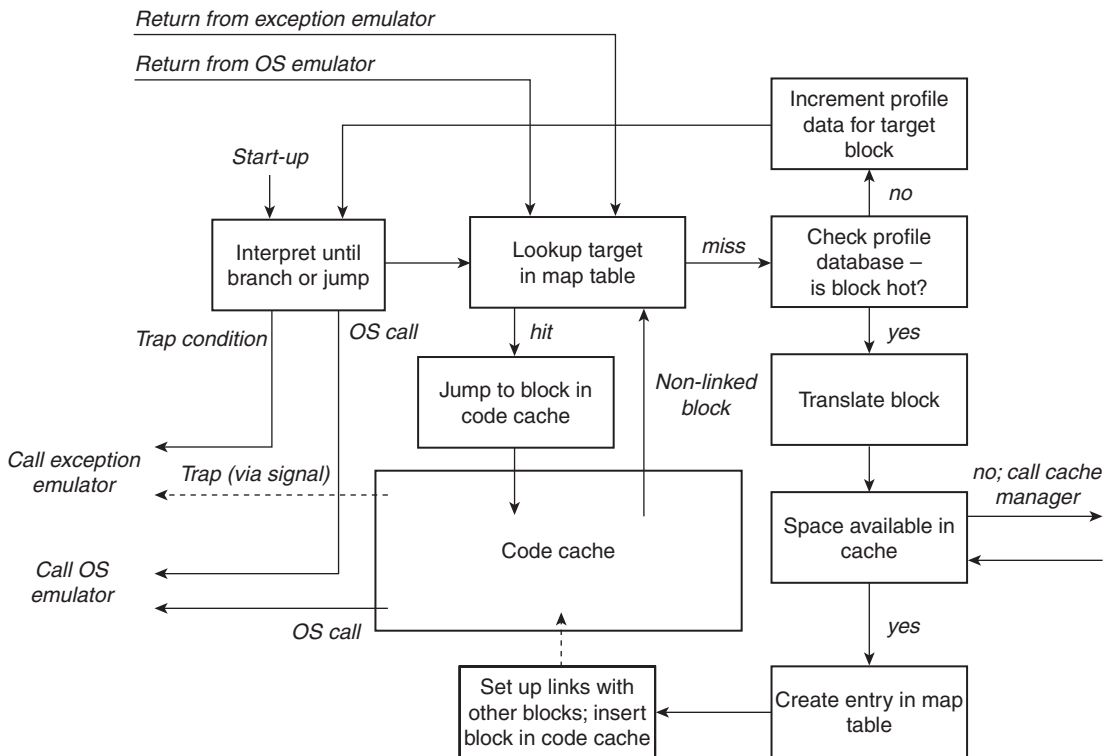 Return from exception emulator
Return from OS emulator
Increment profile
data for target
block
Start-up
no
Interpret until
branch or jump
Lookup target
in map table
miss
Check profile
database –
is block hot?
Trap condition
OS call
hit
yes
Jump to block in
code cache
Non-linked
block
Translate block
Call exception
emulator
Trap (via signal)
no; call cache
manager
Code cache
Space available in
cache
Call OS
emulator
OS call
yes
Set up links with
other blocks; insert
block in code cache
Create entry in map
table